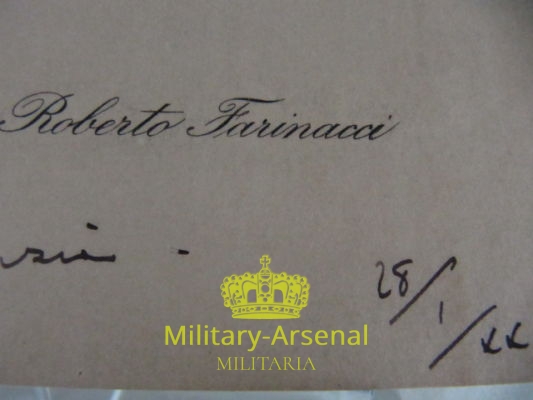 Roberto Farinacci
28/1/XX
Military-Arsenal
MILITARIA